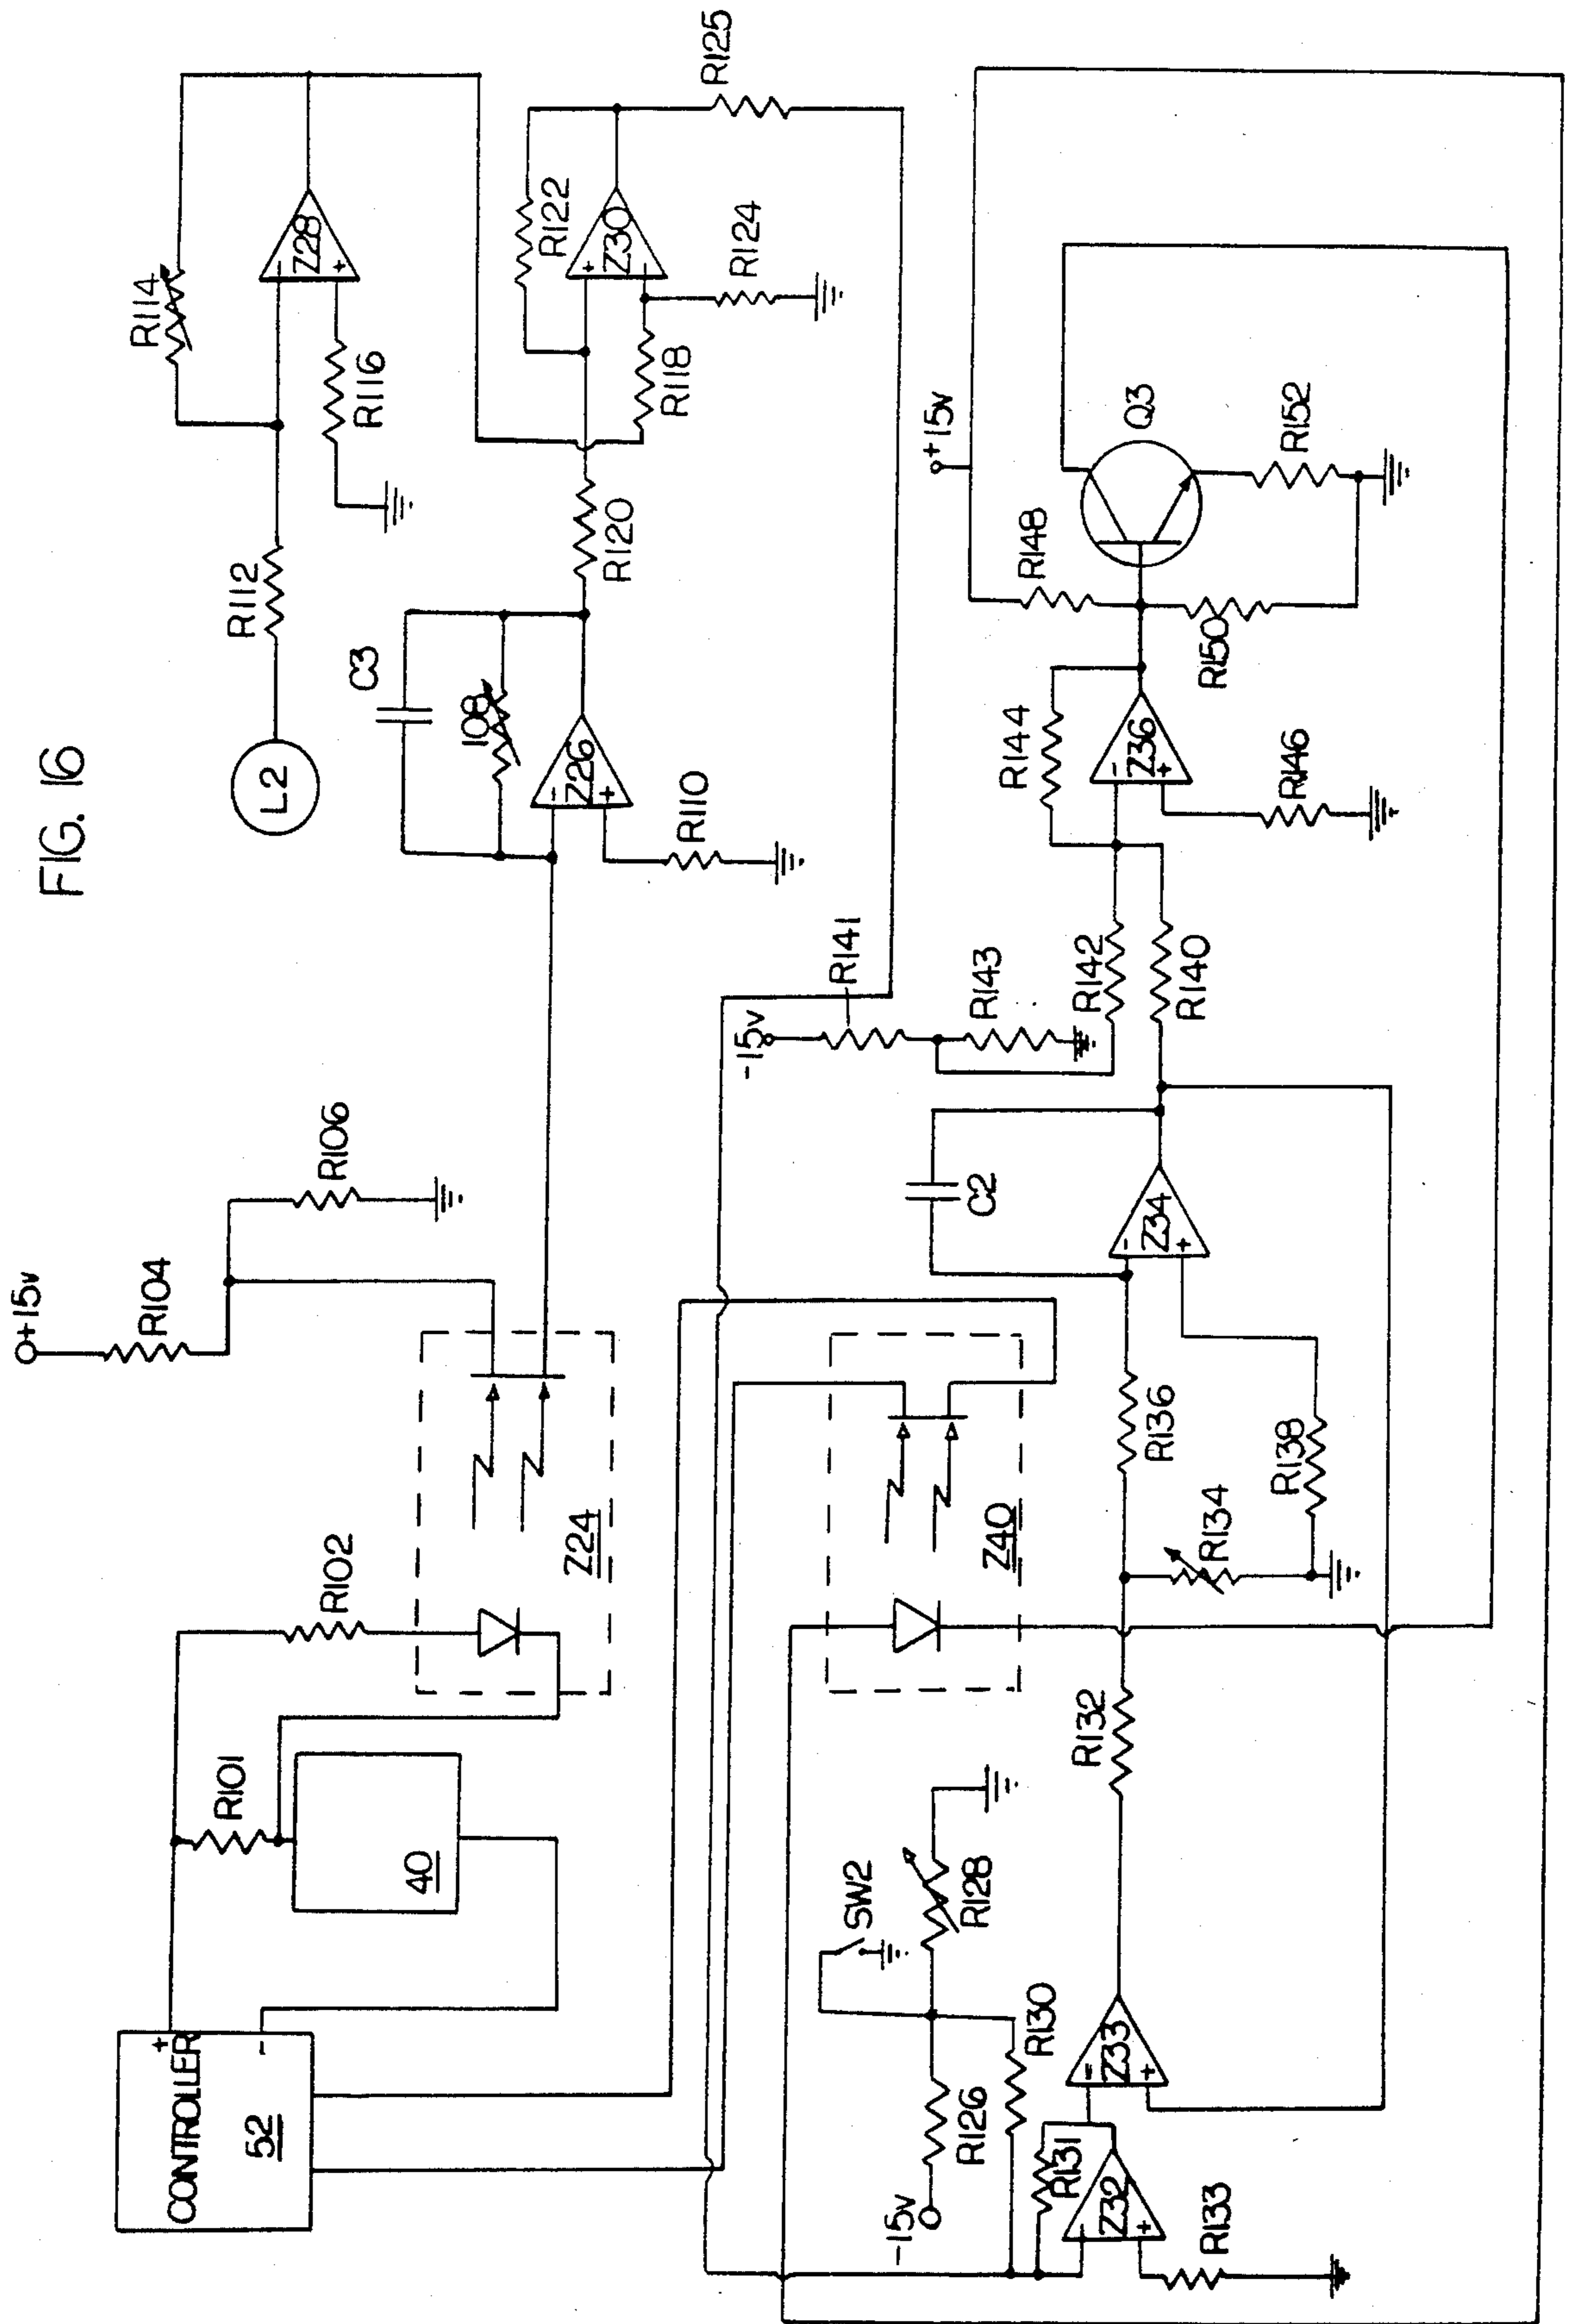 FIG. 16
L2
R112
R114
R116
Z28
-
+
C3
108
Z26
-
+
R110
R120
R122
Z30
+
-
R118
R124
R125
+15v
R104
R106
R102
Z24
R101
40
CONTROLLER
+
-
52
Z40
-15v
R141
R143
R142
R140
R144
Z36
-
+
R146
+15v
R148
R150
Q3
R152
C2
Z34
-
+
R136
R138
R134
R132
SW2
R128
R126
-15v
R130
R131
Z32
-
+
R133
Z33
-
+